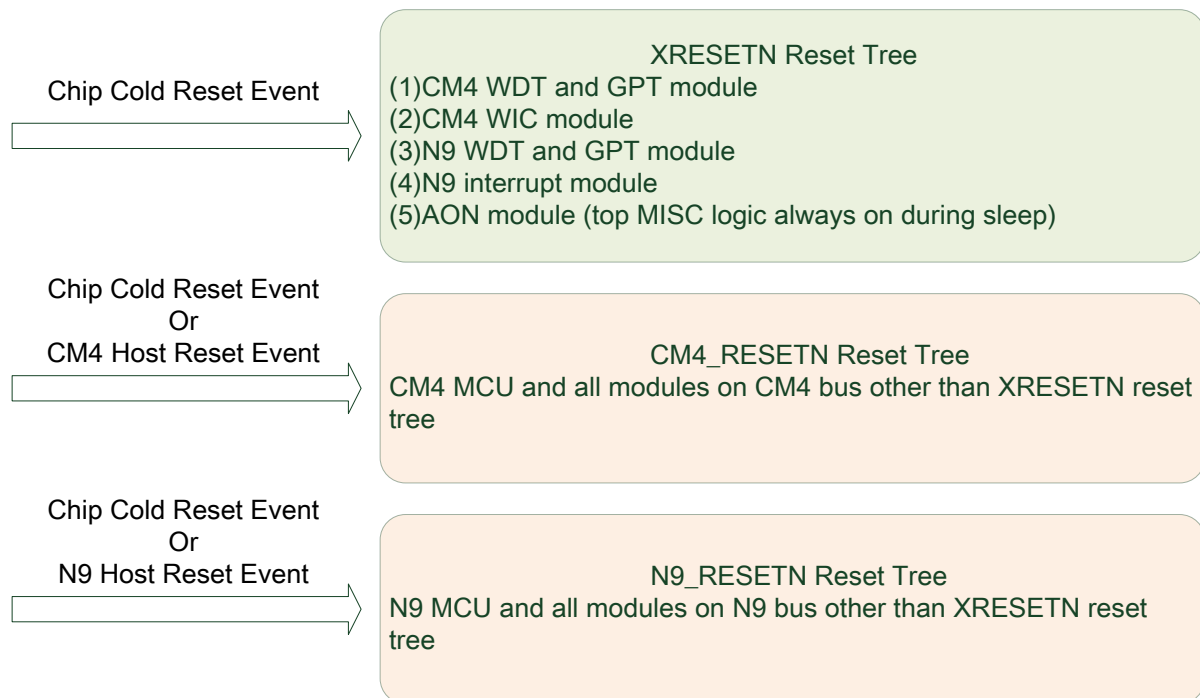 Chip Cold Reset Event
XRESETN Reset Tree
(1)CM4 WDT and GPT module
(2)CM4 WIC module
(3)N9 WDT and GPT module
(4)N9 interrupt module
(5)AON module (top MISC logic always on during sleep)
Chip Cold Reset Event
Or
CM4 Host Reset Event
CM4_RESETN Reset Tree
CM4 MCU and all modules on CM4 bus other than XRESETN reset
tree
Chip Cold Reset Event
Or
N9 Host Reset Event
N9_RESETN Reset Tree
N9 MCU and all modules on N9 bus other than XRESETN reset
tree